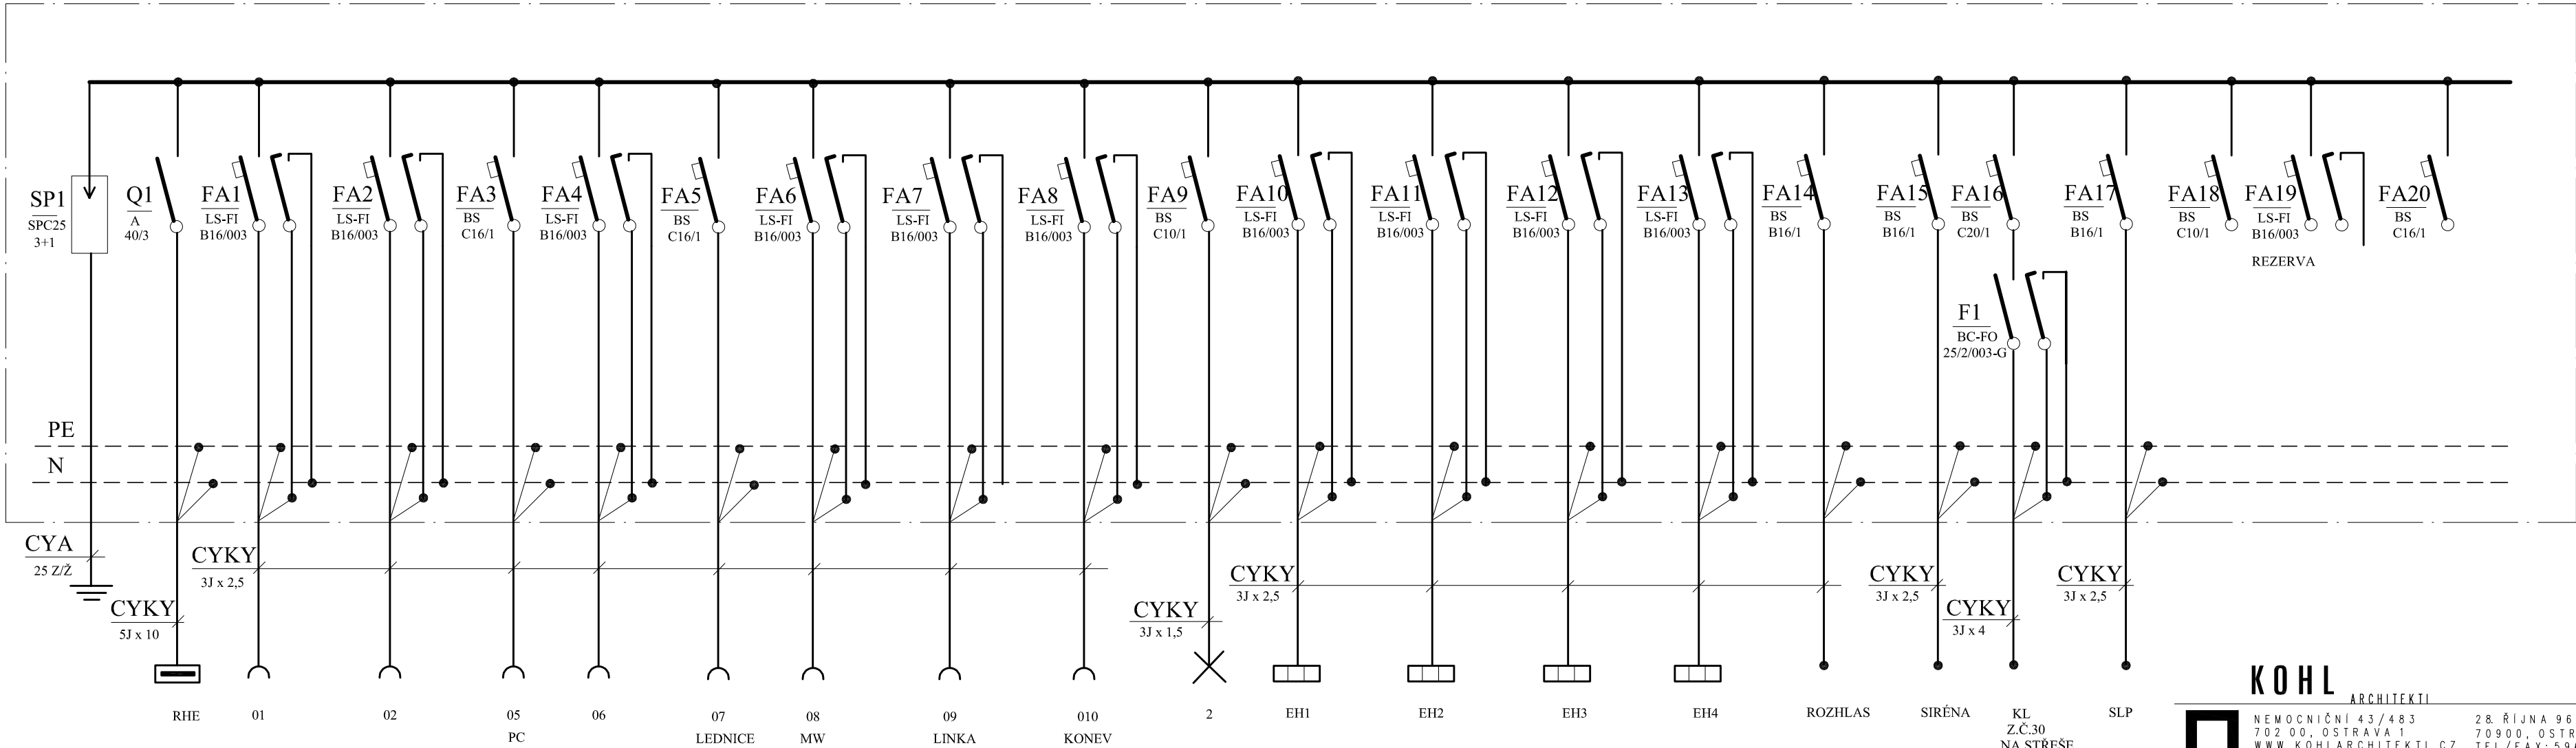 SP1
SPC25
3+1
Q1
A
40/3
FA1
LS-FI
B16/003
FA2
LS-FI
B16/003
FA3
BS
C16/1
FA4
LS-FI
B16/003
FA5
BS
C16/1
FA6
LS-FI
B16/003
FA7
LS-FI
B16/003
FA8
LS-FI
B16/003
FA9
BS
C10/1
FA10
LS-FI
B16/003
FA11
LS-FI
B16/003
FA12
LS-FI
B16/003
FA13
LS-FI
B16/003
FA14
BS
B16/1
FA15
BS
B16/1
FA16
BS
C20/1
FA17
BS
B16/1
FA18
BS
C10/1
FA19
LS-FI
B16/003
FA20
BS
C16/1
REZERVA
F1
BC-FO
25/2/003-G
PE
N
CYA
25 Z/Ž
CYKY
5J x 10
CYKY
3J x 2,5
CYKY
3J x 1,5
CYKY
3J x 2,5
CYKY
3J x 2,5
CYKY
3J x 4
CYKY
3J x 2,5
RHE
01
02
05
PC
06
07
LEDNICE
08
MW
09
LINKA
010
KONEV
2
EH1
EH2
EH3
EH4
ROZHLAS
SIRÉNA
KL
Z.Č.30
NA STŘEŠE
SLP
KOHL
ARCHITEKTI
NEMOCNIČNÍ 43/483
702 00, OSTRAVA 1
WWW.KOHLARCHITEKTI.CZ
28. ŘÍJNA 96
70900, OST
TEL/FAX: 59